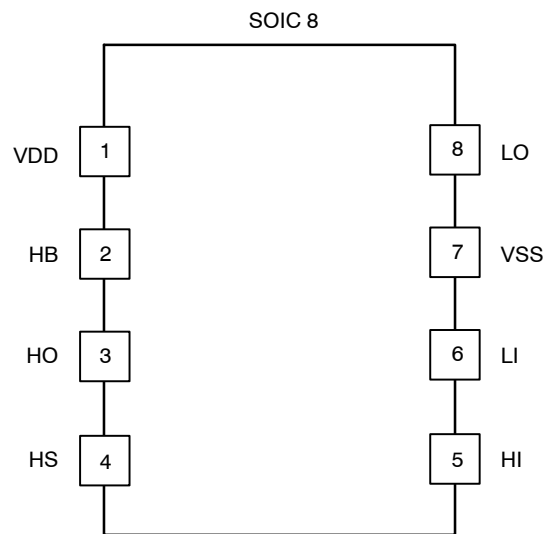 SOIC 8
VDD 1 8 LO
HB 2 7 VSS
HO 3 6 LI
HS 4 5 HI